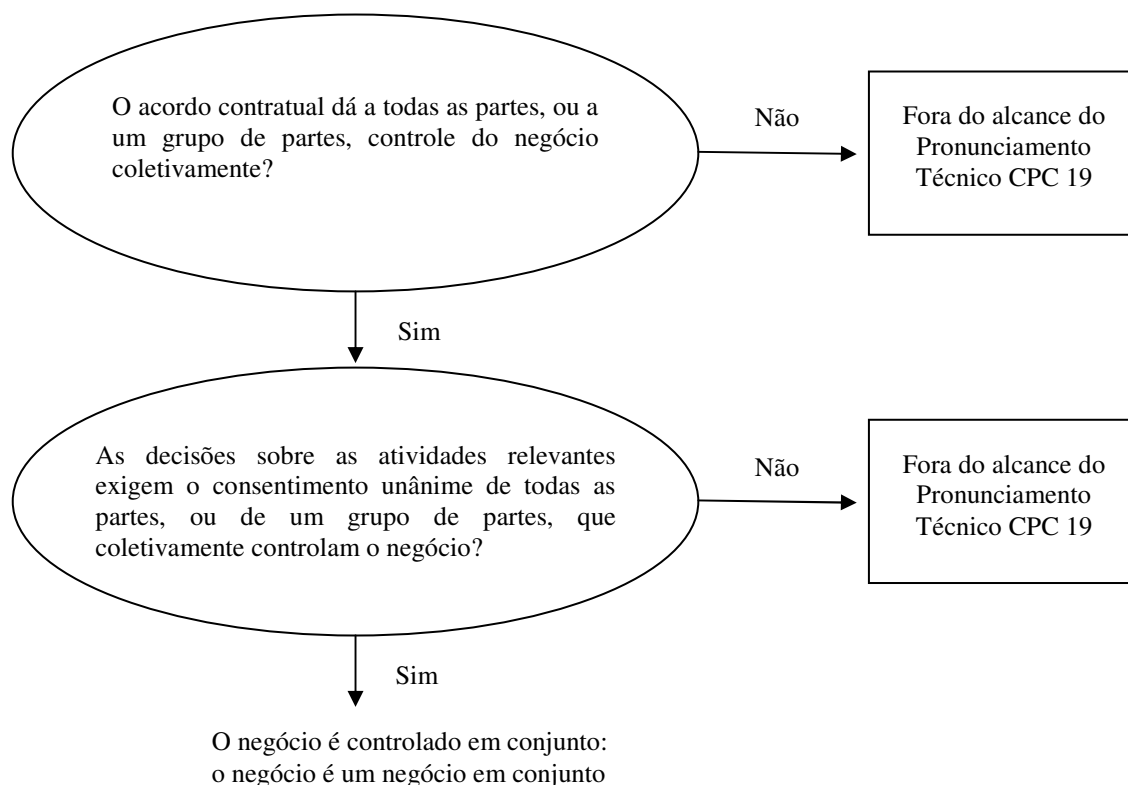 O acordo contratual dá a todas as partes, ou a
um grupo de partes, controle do negócio
coletivamente?
Não
Fora do alcance do
Pronunciamento
Técnico CPC 19
Sim
As decisões sobre as atividades relevantes
exigem o consentimento unânime de todas as
partes, ou de um grupo de partes, que
coletivamente controlam o negócio?
Não
Fora do alcance do
Pronunciamento
Técnico CPC 19
Sim
O negócio é controlado em conjunto:
o negócio é um negócio em conjunto